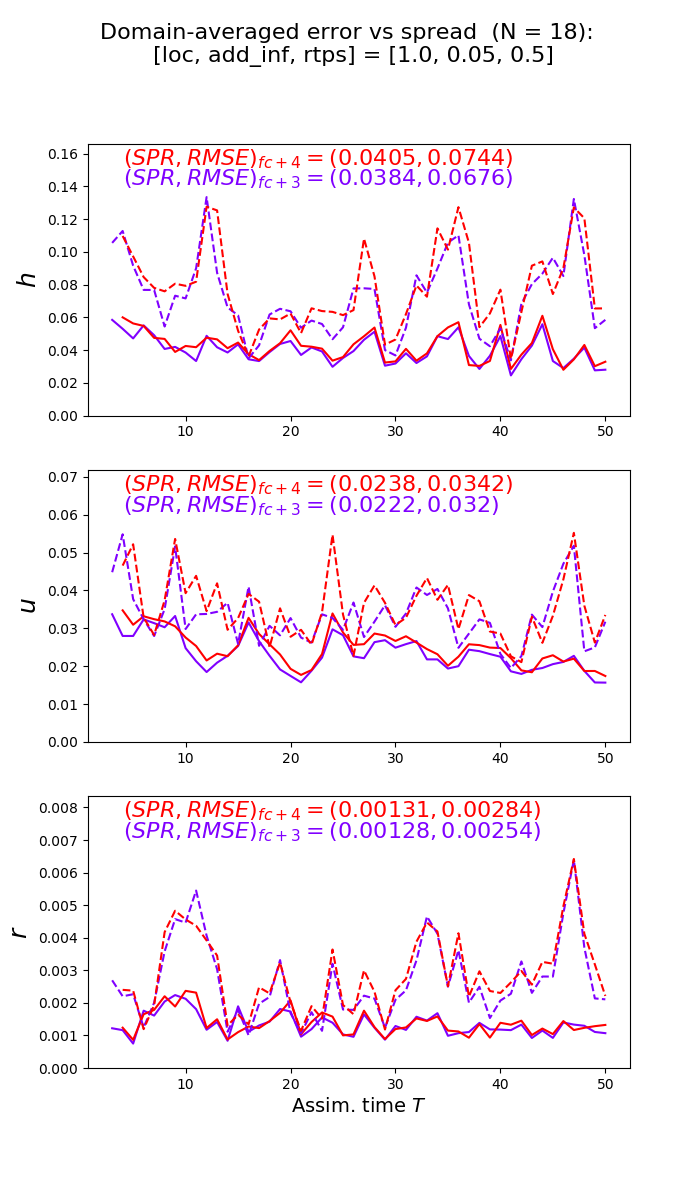 Domain-averaged error vs spread (N = 18):
[loc, add_inf, rtps] = [1.0, 0.05, 0.5]
(SPR, RMSE)fc+4 = (0.0405, 0.0744)
(SPR, RMSE)fc+3 = (0.0384, 0.0676)
h
0.16
0.14
0.12
0.10
0.08
0.06
0.04
0.02
0.00
10 20 30 40 50
(SPR, RMSE)fc+4 = (0.0238, 0.0342)
(SPR, RMSE)fc+3 = (0.0222, 0.032)
u
0.07
0.06
0.05
0.04
0.03
0.02
0.01
0.00
10 20 30 40 50
(SPR, RMSE)fc+4 = (0.00131, 0.00284)
(SPR, RMSE)fc+3 = (0.00128, 0.00254)
r
0.008
0.007
0.006
0.005
0.004
0.003
0.002
0.001
0.000
10 20 30 40 50
Assim. time T